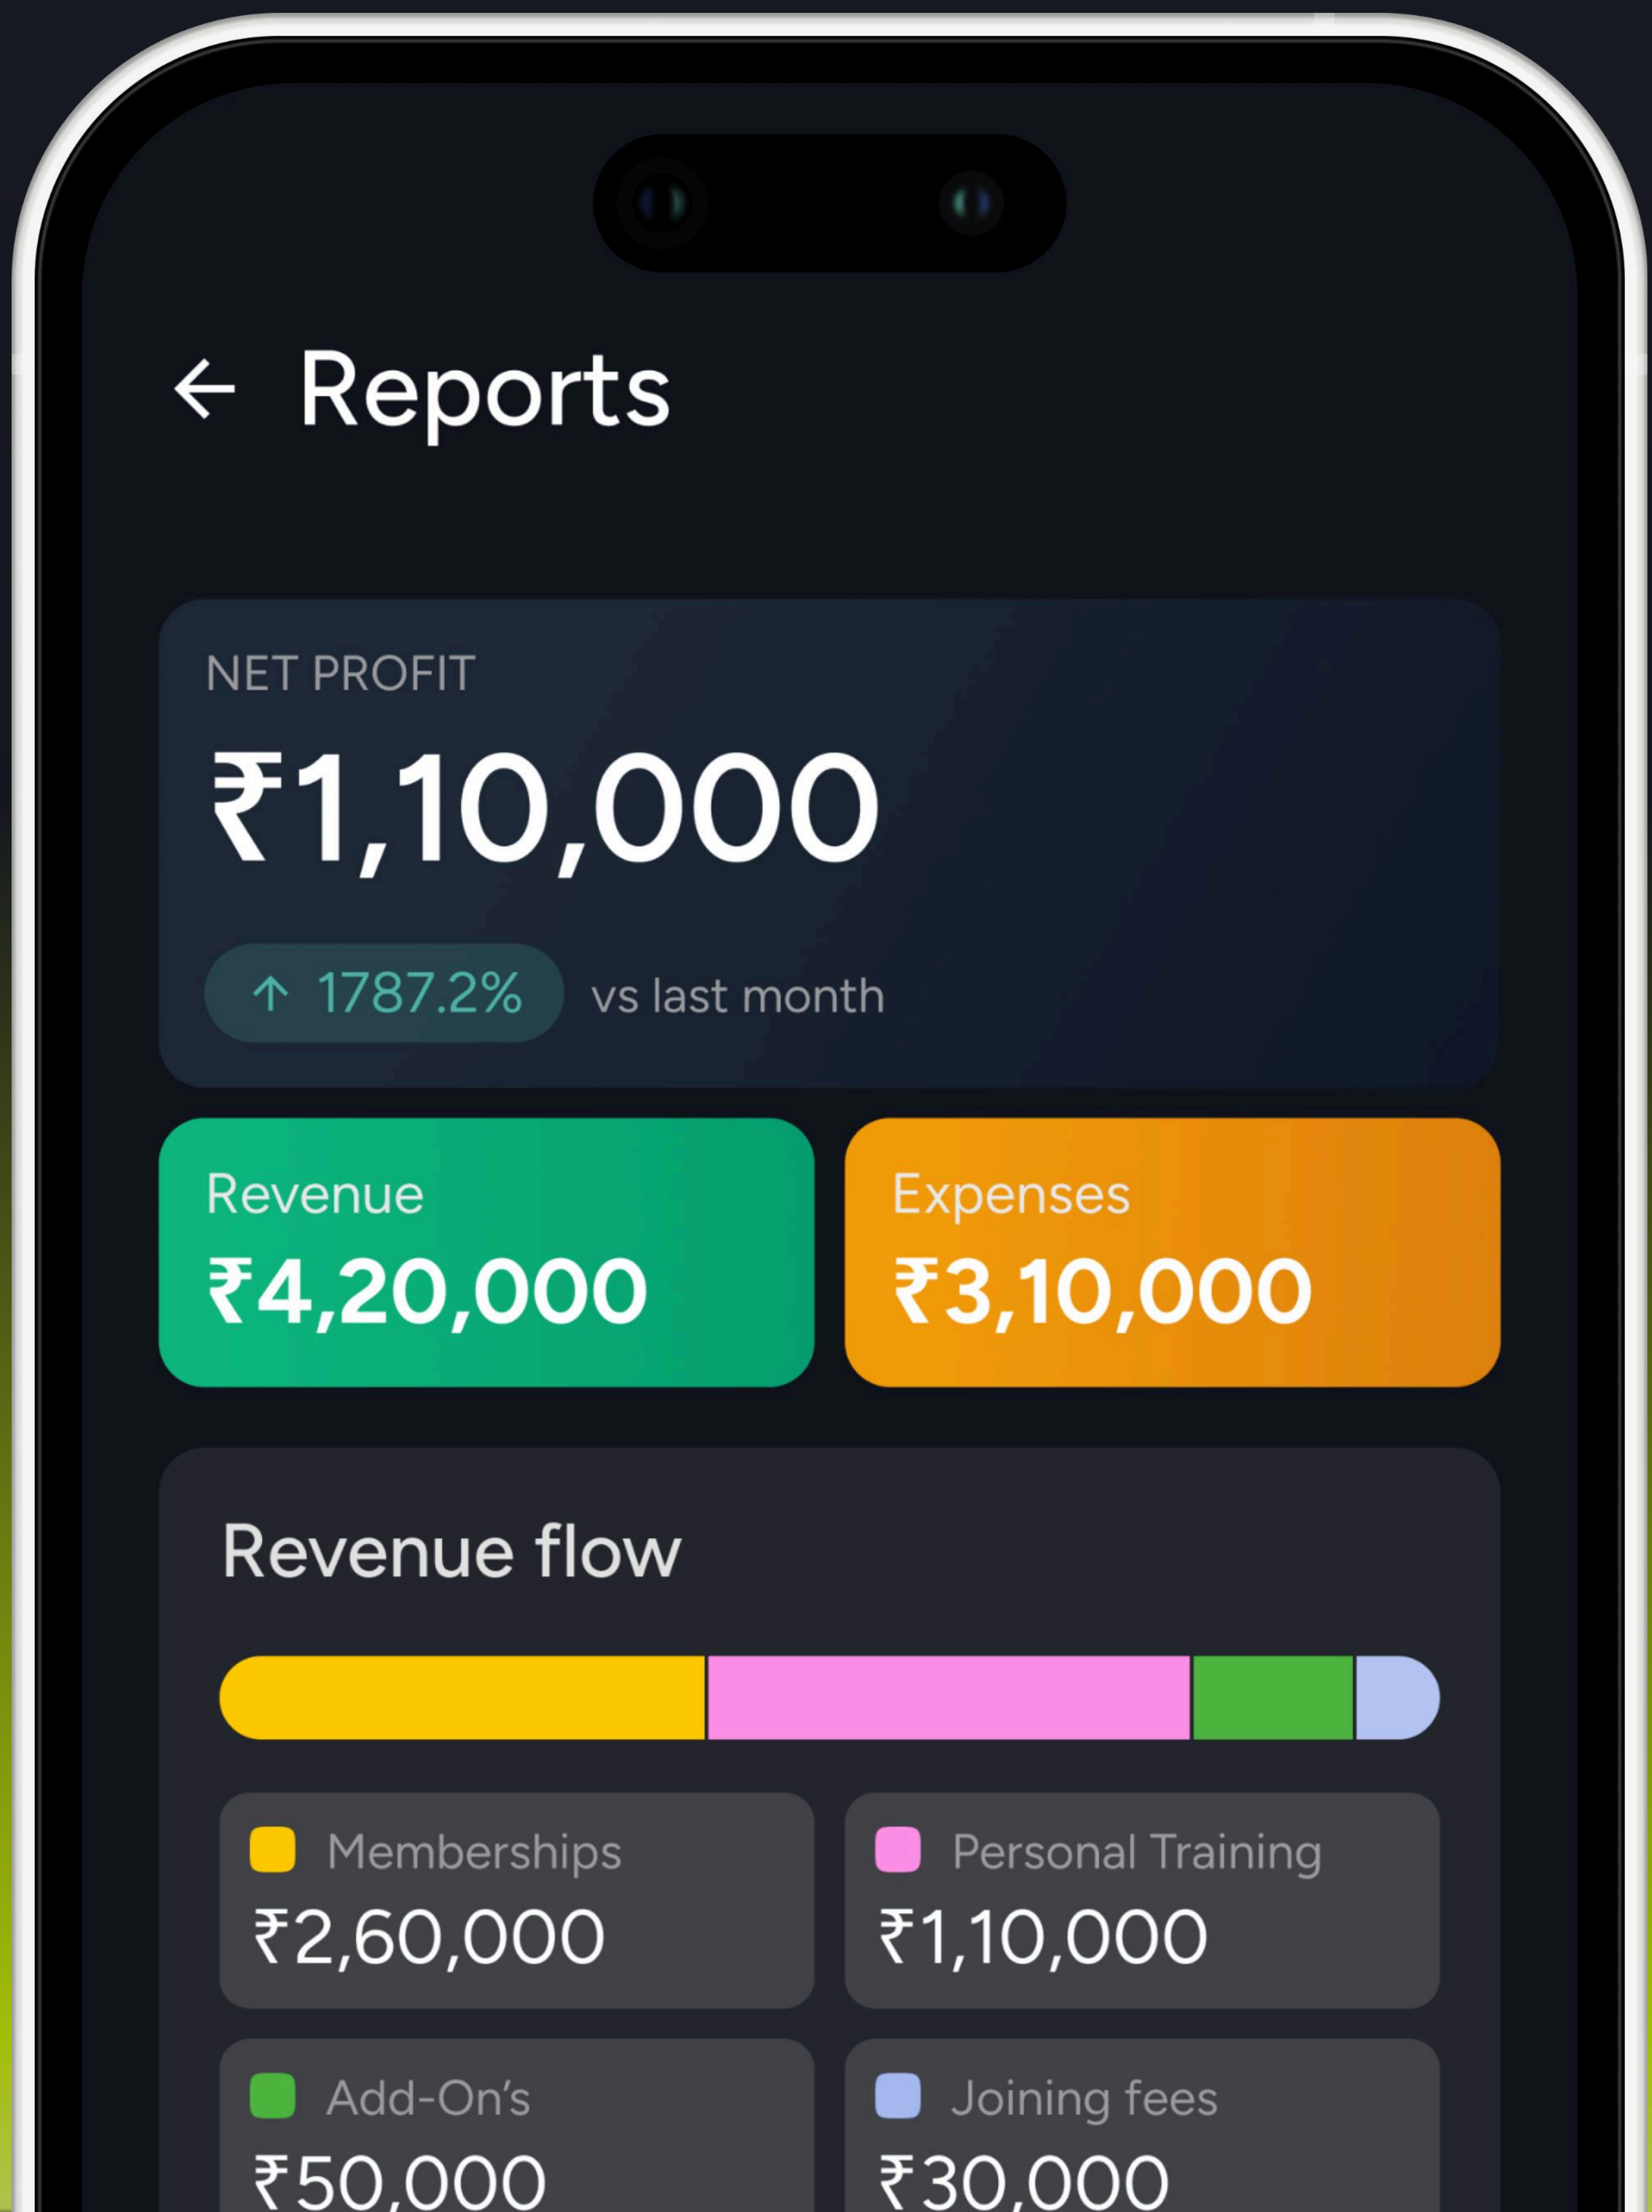 ← Reports
NET PROFIT
₹1,10,000
↑ 1787.2% vs last month
Revenue
₹4,20,000
Expenses
₹3,10,000
Revenue flow
Memberships
₹2,60,000
Personal Training
₹1,10,000
Add-On's
₹50,000
Joining fees
₹30,000